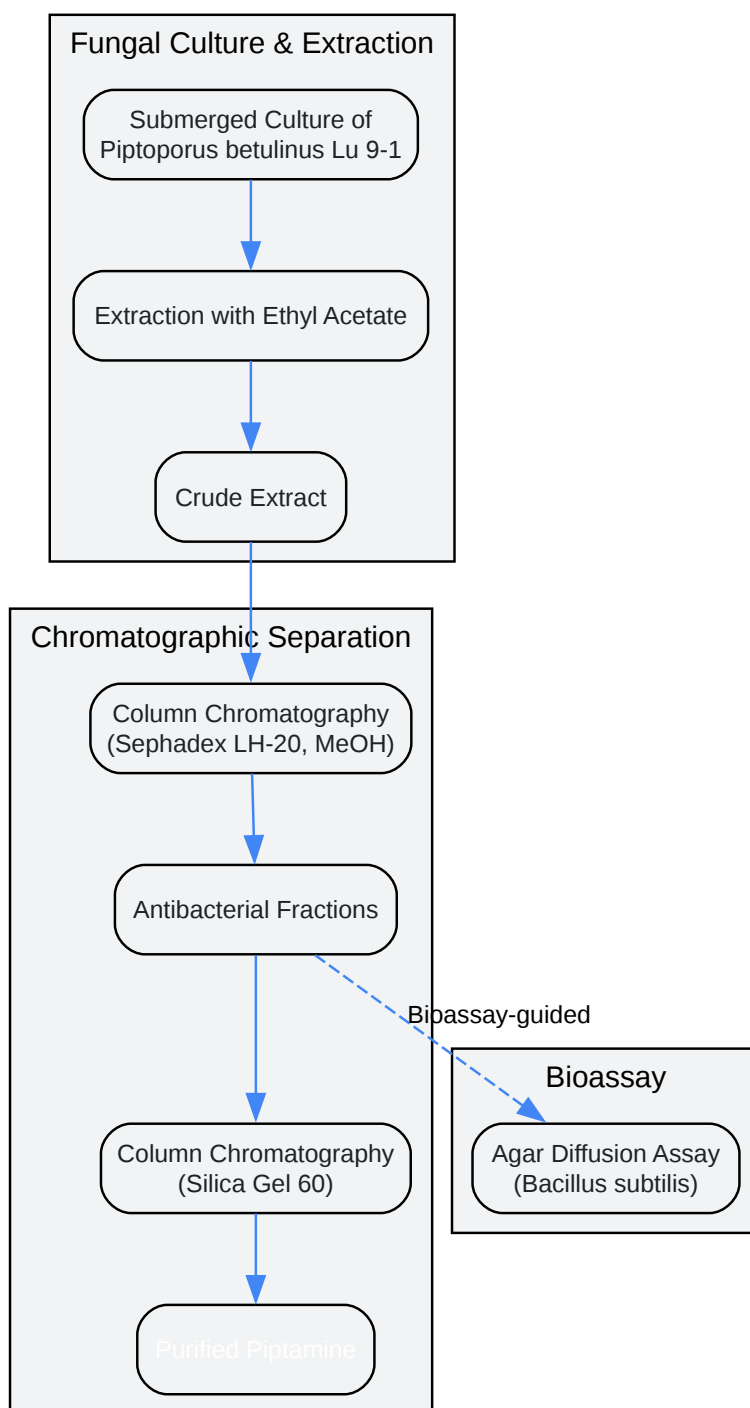 Fungal Culture & Extraction
Submerged Culture of
Piptoporus betulinus Lu 9-1
Extraction with Ethyl Acetate
Crude Extract
Chromatographic Separation
Column Chromatography
(Sephadex LH-20, MeOH)
Antibacterial Fractions
Bioassay-guided
Bioassay
Agar Diffusion Assay
(Bacillus subtilis)
Column Chromatography
(Silica Gel 60)
Purified Piptamine